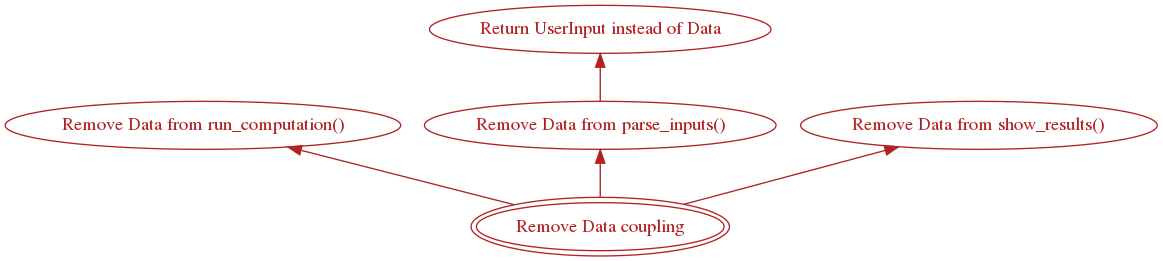 Return UserInput instead of Data
Remove Data from run_computation()
Remove Data from parse_inputs()
Remove Data from show_results()
Remove Data coupling